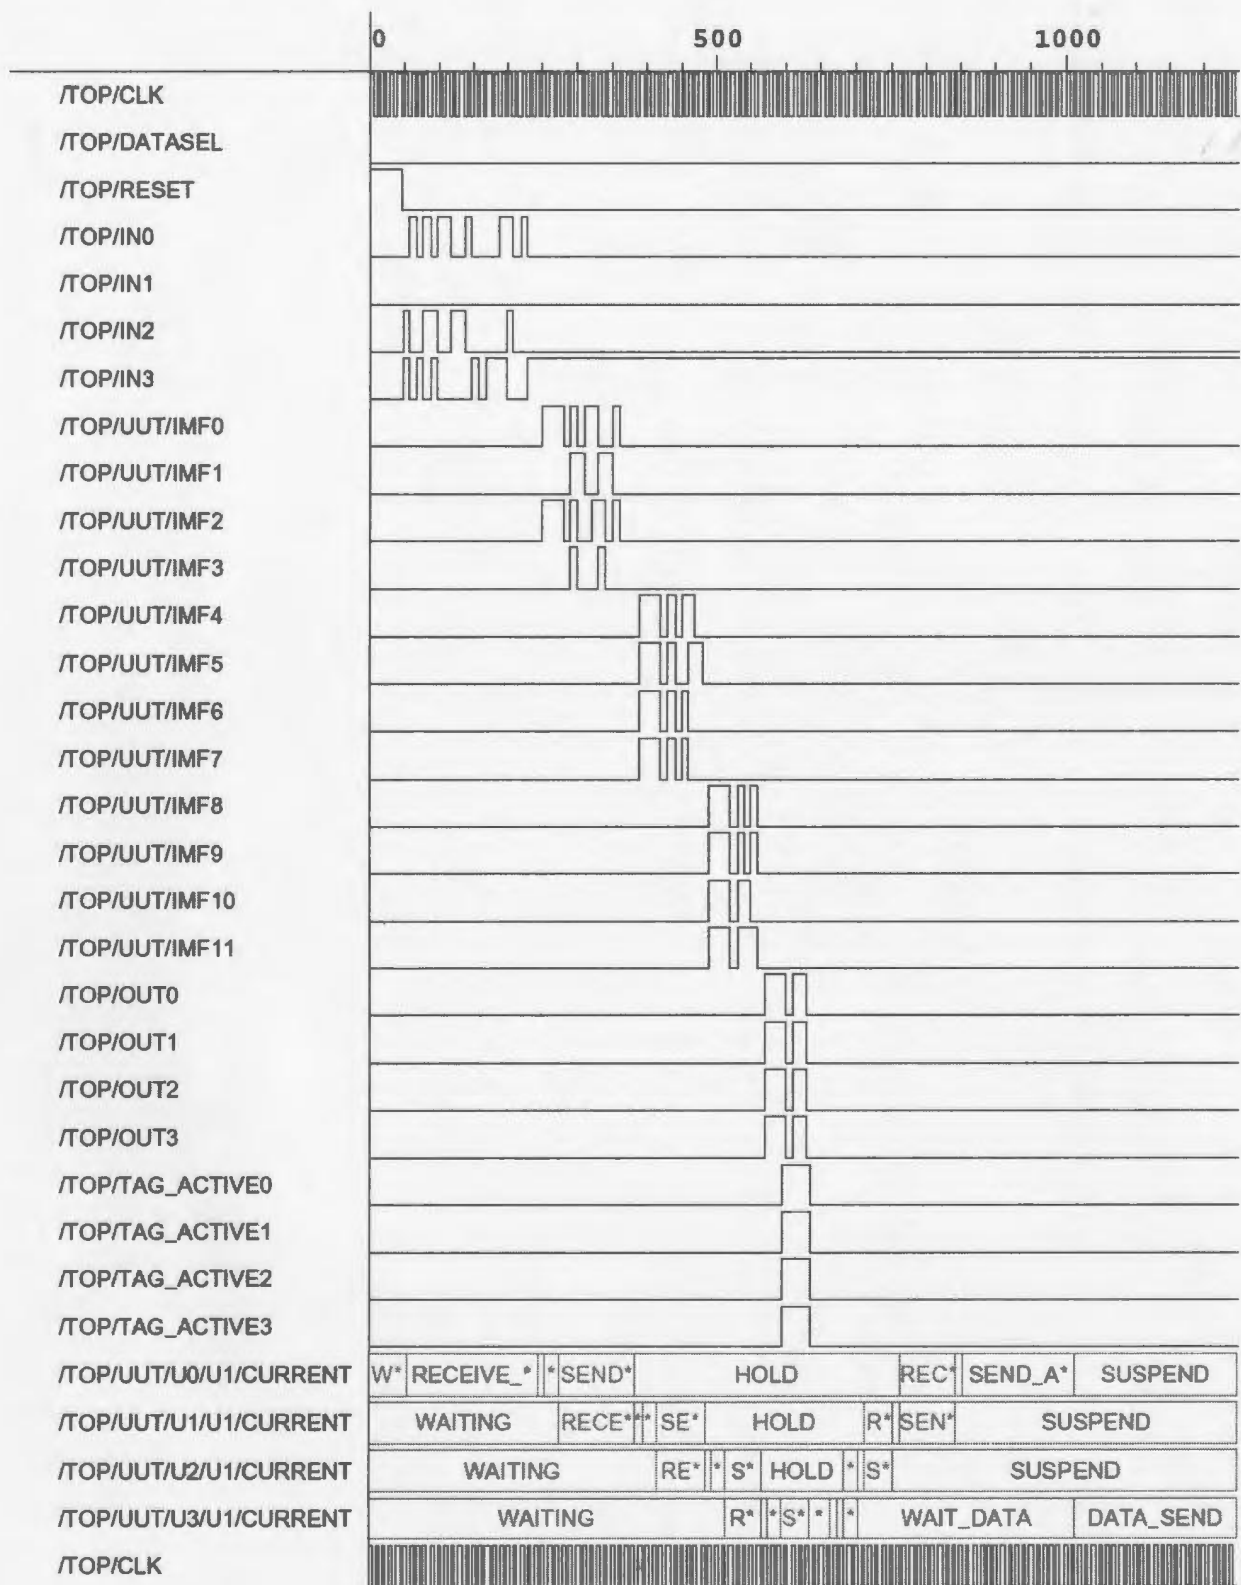 0 500 1000
/TOP/CLK
/TOP/DATASEL
/TOP/RESET
/TOP/IN0
/TOP/IN1
/TOP/IN2
/TOP/IN3
/TOP/UUT/IMF0
/TOP/UUT/IMF1
/TOP/UUT/IMF2
/TOP/UUT/IMF3
/TOP/UUT/IMF4
/TOP/UUT/IMF5
/TOP/UUT/IMF6
/TOP/UUT/IMF7
/TOP/UUT/IMF8
/TOP/UUT/IMF9
/TOP/UUT/IMF10
/TOP/UUT/IMF11
/TOP/OUT0
/TOP/OUT1
/TOP/OUT2
/TOP/OUT3
/TOP/TAG_ACTIVE0
/TOP/TAG_ACTIVE1
/TOP/TAG_ACTIVE2
/TOP/TAG_ACTIVE3
/TOP/UUT/U0/U1/CURRENT W* RECEIVE_* * SEND* HOLD REC* SEND_A* SUSPEND
/TOP/UUT/U1/U1/CURRENT WAITING RECE* * * SE* HOLD R* SEN* SUSPEND
/TOP/UUT/U2/U1/CURRENT WAITING RE* * S* HOLD * S* SUSPEND
/TOP/UUT/U3/U1/CURRENT WAITING R* * S* * * WAIT_DATA DATA_SEND
/TOP/CLK